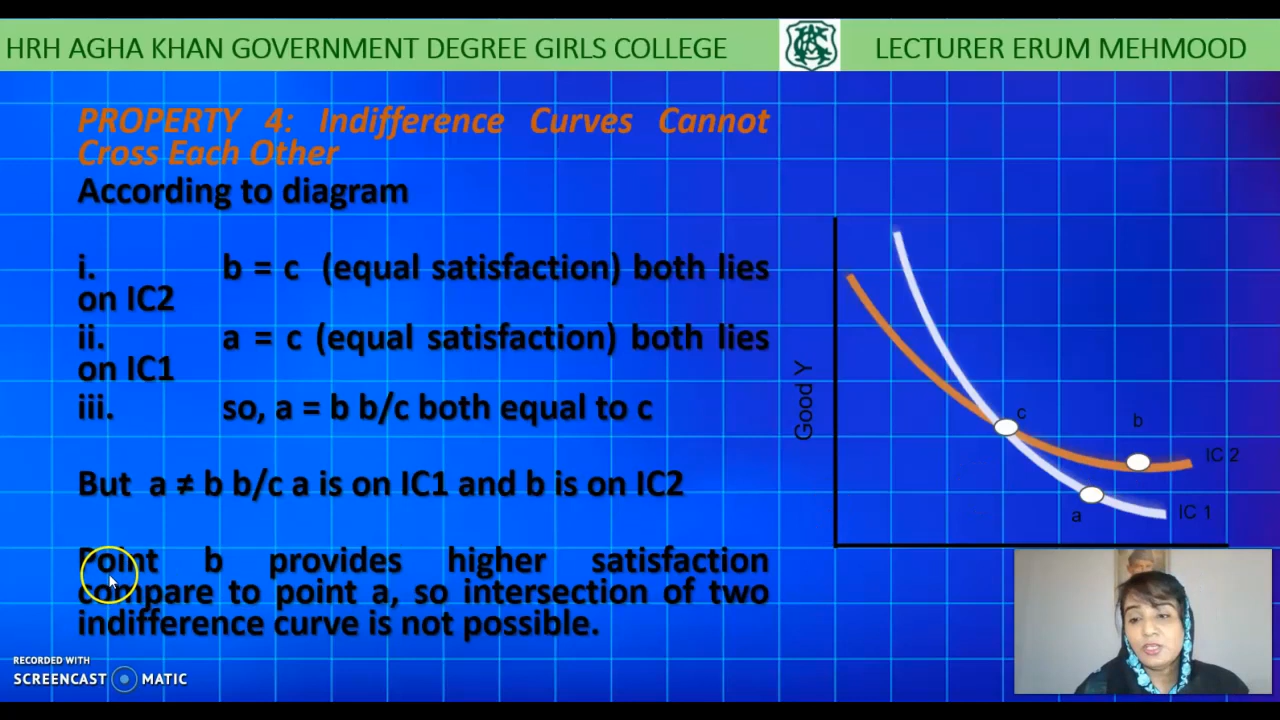 HRH AGHA KHAN GOVERNMENT DEGREE GIRLS COLLEGE
LECTURER ERUM MEHMOOD
PROPERTY 4: Indifference Curves Cannot
Cross Each Other
According to diagram
i. b = c (equal satisfaction) both lies
on IC2
ii. a = c (equal satisfaction) both lies
on IC1
iii. so, a = b b/c both equal to c
But a ≠ b b/c a is on IC1 and b is on IC2
Point b provides higher satisfaction
compare to point a, so intersection of two
indifference curve is not possible.
Good Y
c
b
IC 2
a
IC 1
RECORDED WITH
SCREENCAST MATIC